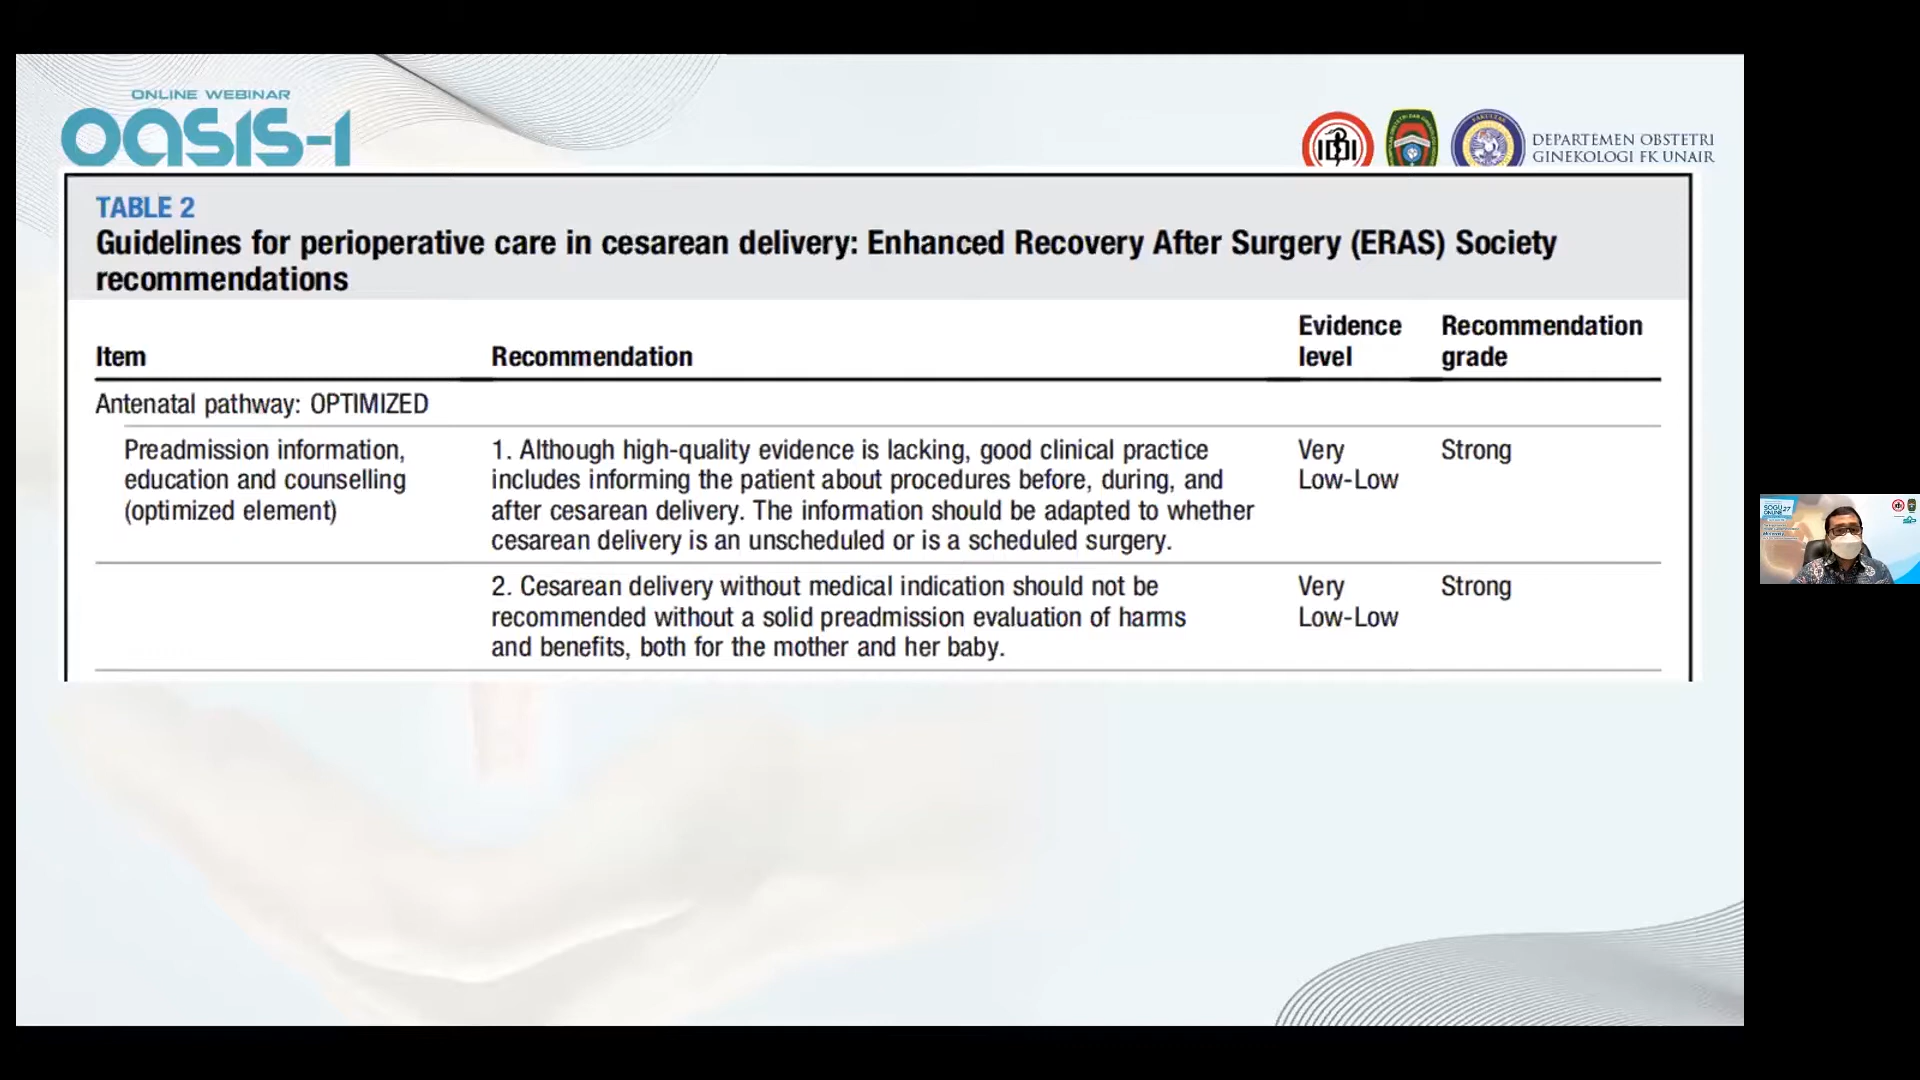 ONLINE WEBINAR
OASIS-1
IDI
FAKULTAS
DEPARTEMEN OBSTETRI
GINEKOLOGI FK UNAIR
TABLE 2
Guidelines for perioperative care in cesarean delivery: Enhanced Recovery After Surgery (ERAS) Society
recommendations
Item Recommendation Evidence level Recommendation grade
Antenatal pathway: OPTIMIZED
Preadmission information, 1. Although high-quality evidence is lacking, good clinical practice Very Strong
education and counselling includes informing the patient about procedures before, during, and Low-Low
(optimized element) after cesarean delivery. The information should be adapted to whether
cesarean delivery is an unscheduled or is a scheduled surgery.
2. Cesarean delivery without medical indication should not be Very Strong
recommended without a solid preadmission evaluation of harms Low-Low
and benefits, both for the mother and her baby.
SOGU 27
ONLINE